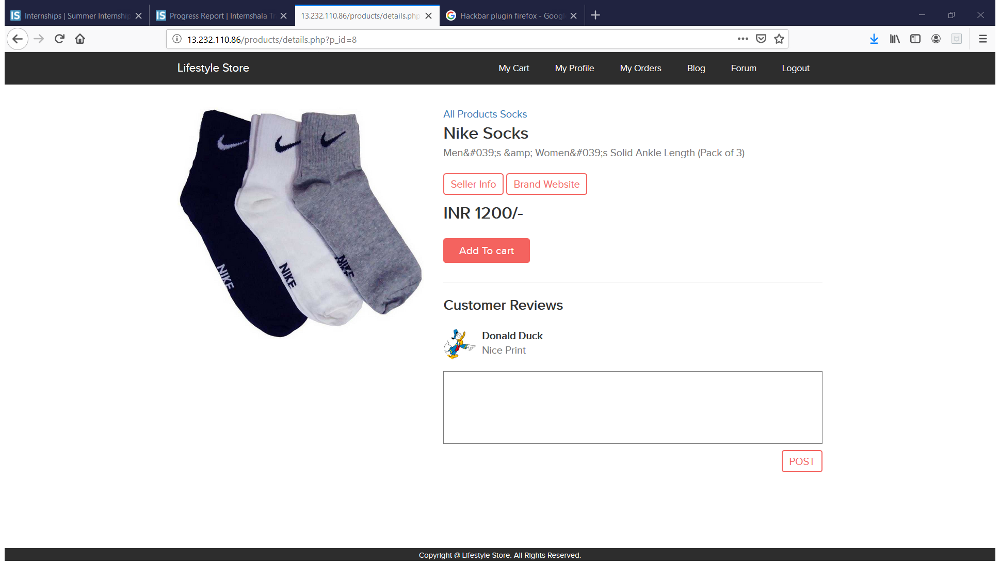 Internships | Summer Internship
Progress Report | Internshala Tr
13.232.110.86/products/details.php
Hackbar plugin firefox - Googl
13.232.110.86/products/details.php?p_id=8
Lifestyle Store
My Cart
My Profile
My Orders
Blog
Forum
Logout
All Products Socks
Nike Socks
Men&#039;s &amp; Women&#039;s Solid Ankle Length (Pack of 3)
Seller Info
Brand Website
INR 1200/-
Add To cart
NIKE
NIKE
NIKE
Customer Reviews
Donald Duck
Nice Print
POST
Copyright @ Lifestyle Store. All Rights Reserved.